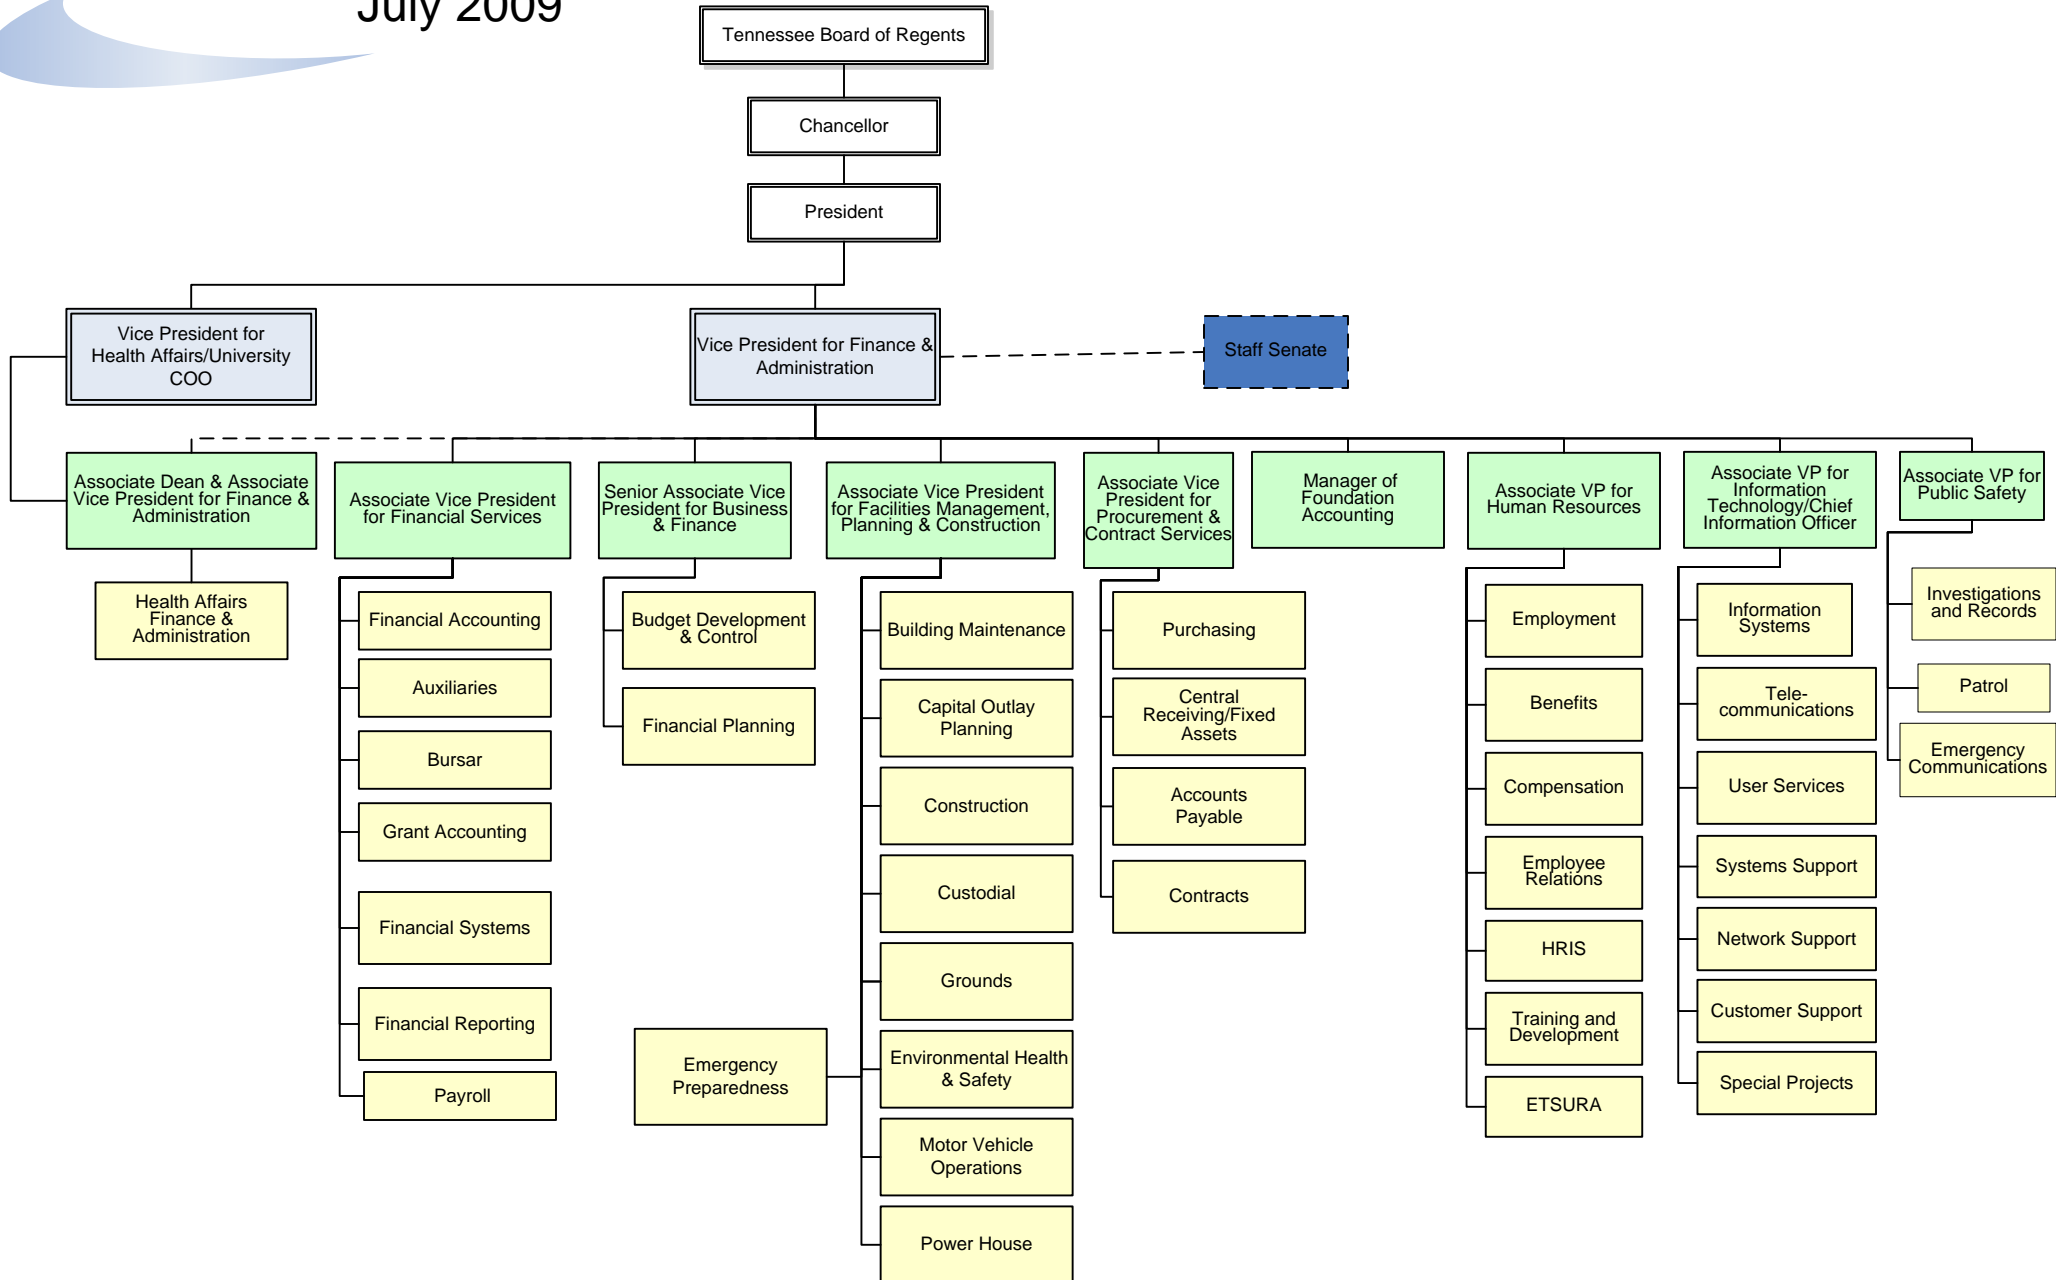 July 2009
Tennessee Board of Regents
Chancellor
President
Vice President for
Health Affairs/University
COO
Vice President for Finance &
Administration
Staff Senate
Associate Dean & Associate
Vice President for Finance &
Administration
Associate Vice President
for Financial Services
Senior Associate Vice
President for Business
& Finance
Associate Vice President
for Facilities Management,
Planning & Construction
Associate Vice
President for
Procurement &
Contract Services
Manager of
Foundation
Accounting
Associate VP for
Human Resources
Associate VP for
Information
Technology/Chief
Information Officer
Associate VP for
Public Safety
Health Affairs
Finance &
Administration
Financial Accounting
Auxiliaries
Bursar
Grant Accounting
Financial Systems
Financial Reporting
Payroll
Budget Development
& Control
Financial Planning
Building Maintenance
Capital Outlay
Planning
Construction
Custodial
Grounds
Emergency
Preparedness
Environmental Health
& Safety
Motor Vehicle
Operations
Power House
Purchasing
Central
Receiving/Fixed
Assets
Accounts
Payable
Contracts
Employment
Benefits
Compensation
Employee
Relations
HRIS
Training and
Development
ETSURA
Information
Systems
Tele-
communications
User Services
Systems Support
Network Support
Customer Support
Special Projects
Investigations
and Records
Patrol
Emergency
Communications